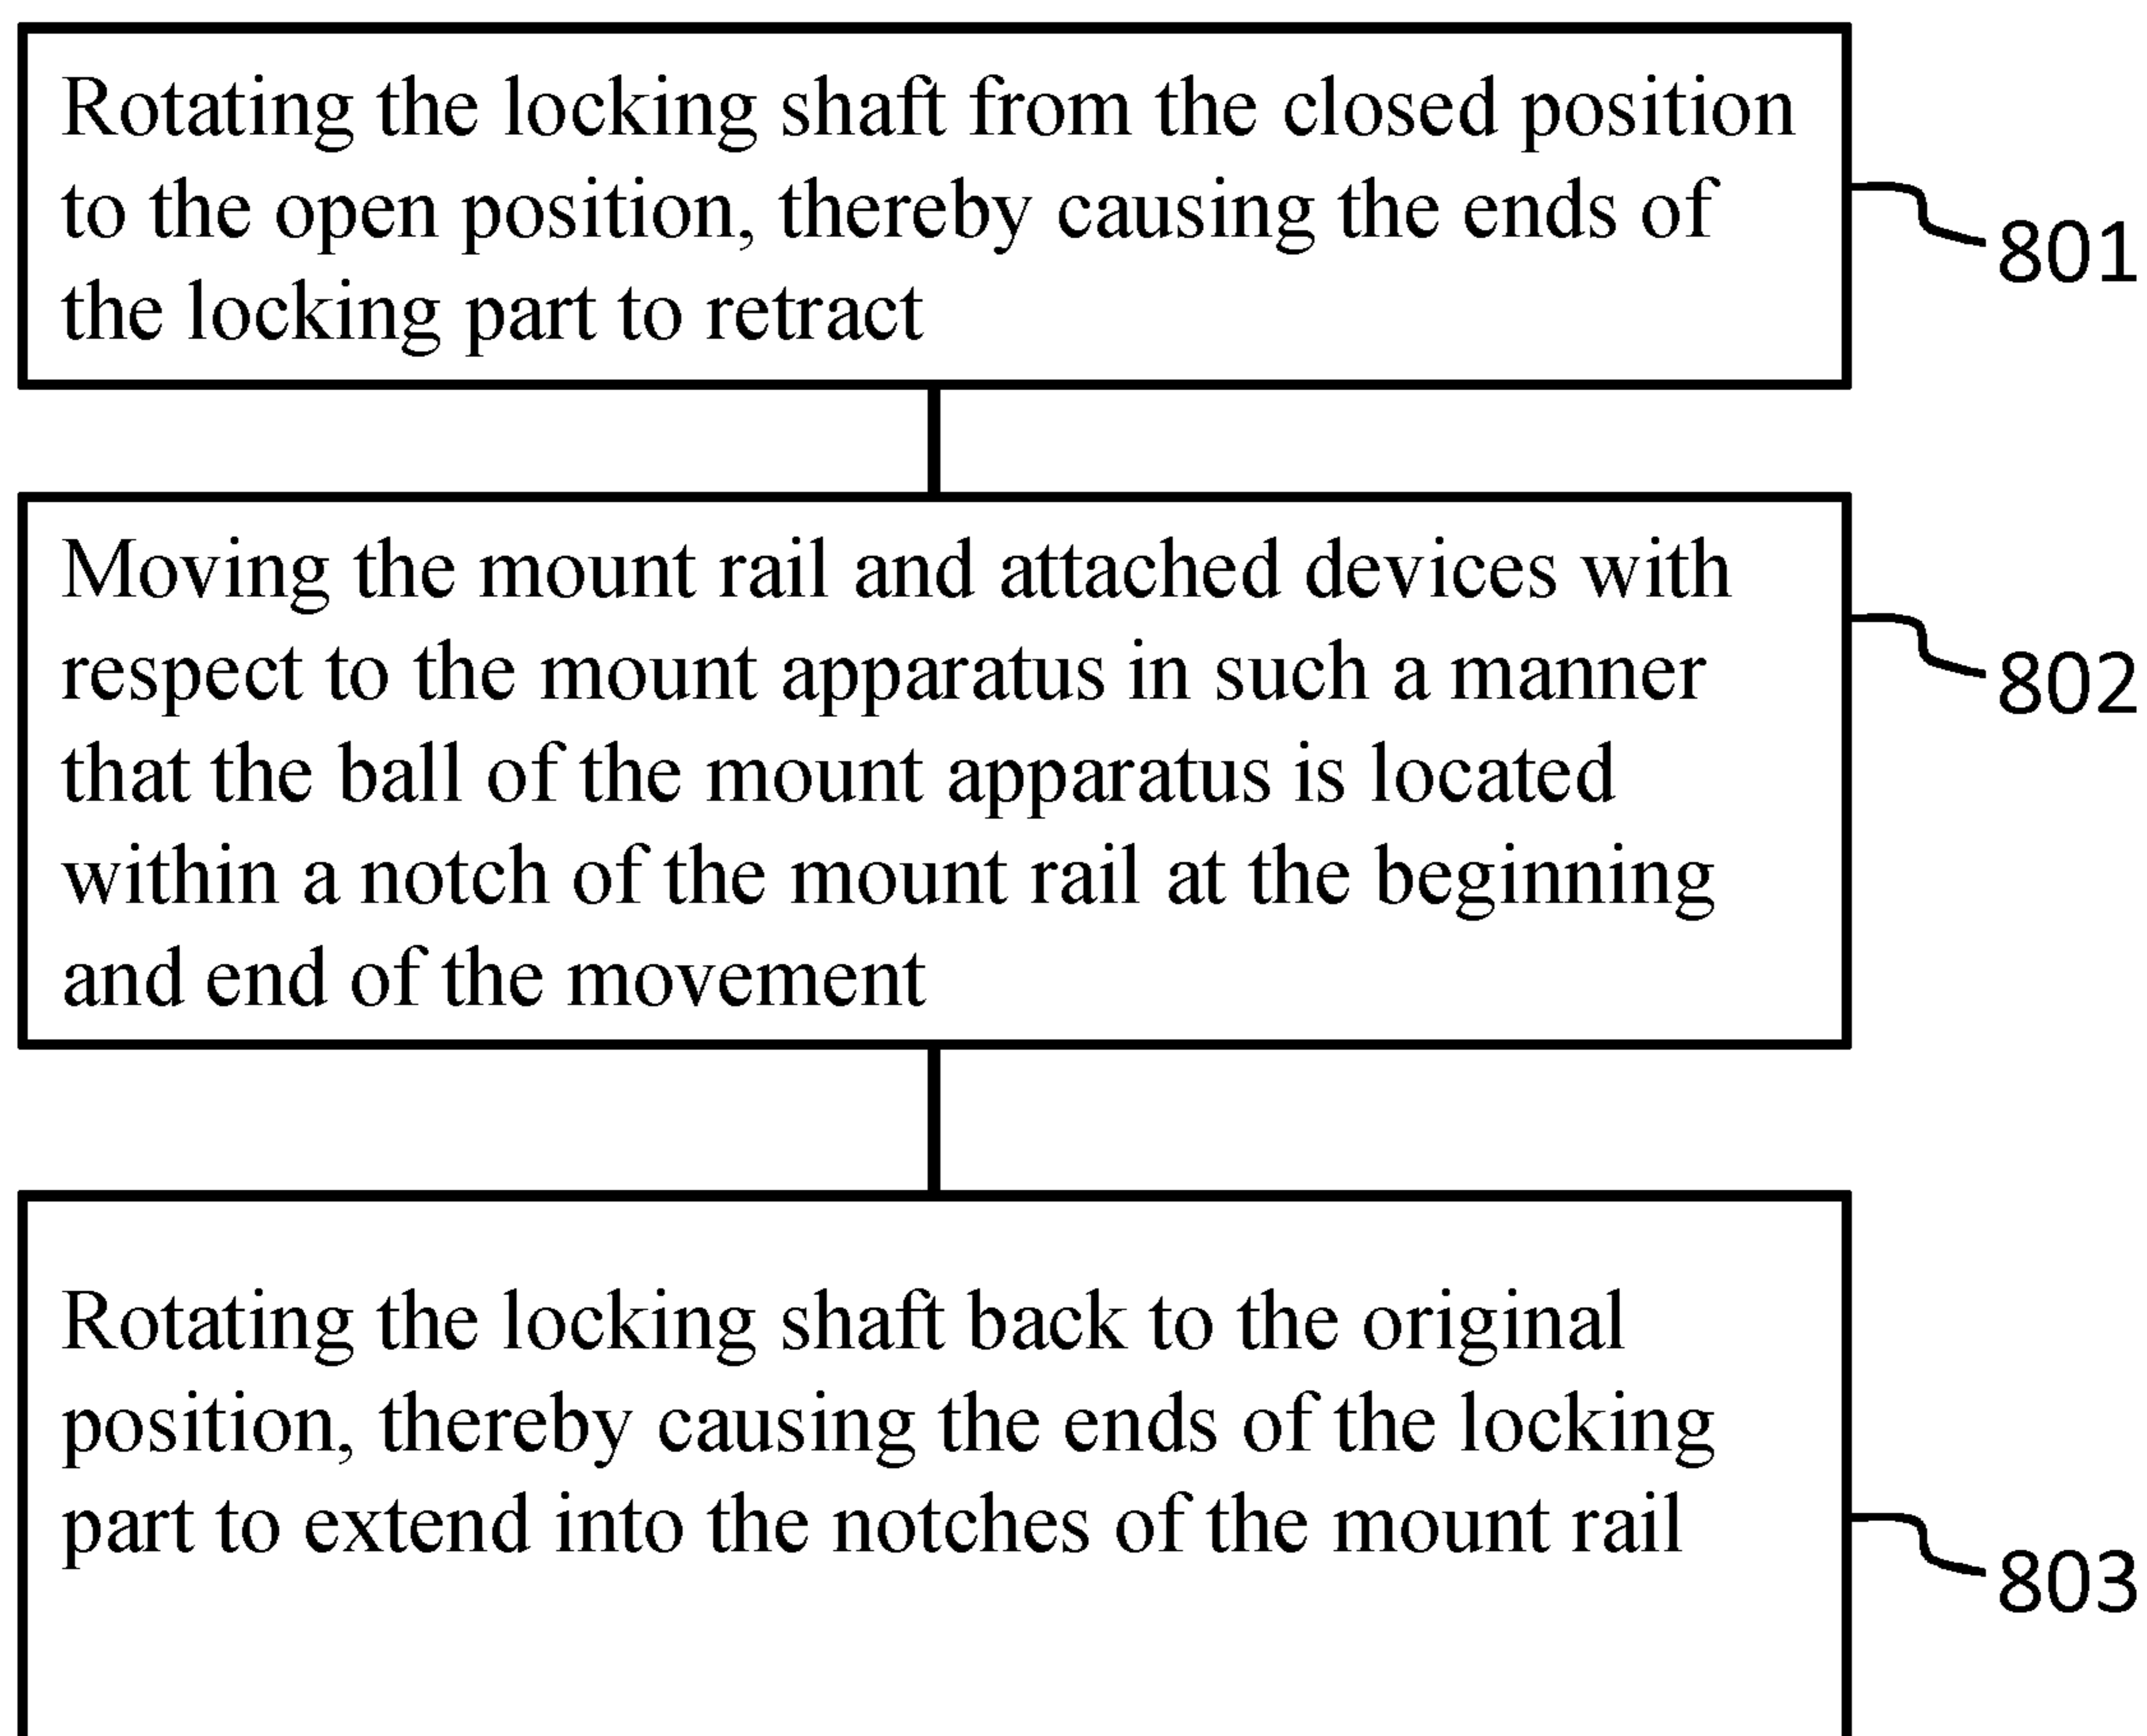 Rotating the locking shaft from the closed position
to the open position, thereby causing the ends of
the locking part to retract
801
Moving the mount rail and attached devices with
respect to the mount apparatus in such a manner
that the ball of the mount apparatus is located
within a notch of the mount rail at the beginning
and end of the movement
802
Rotating the locking shaft back to the original
position, thereby causing the ends of the locking
part to extend into the notches of the mount rail
803